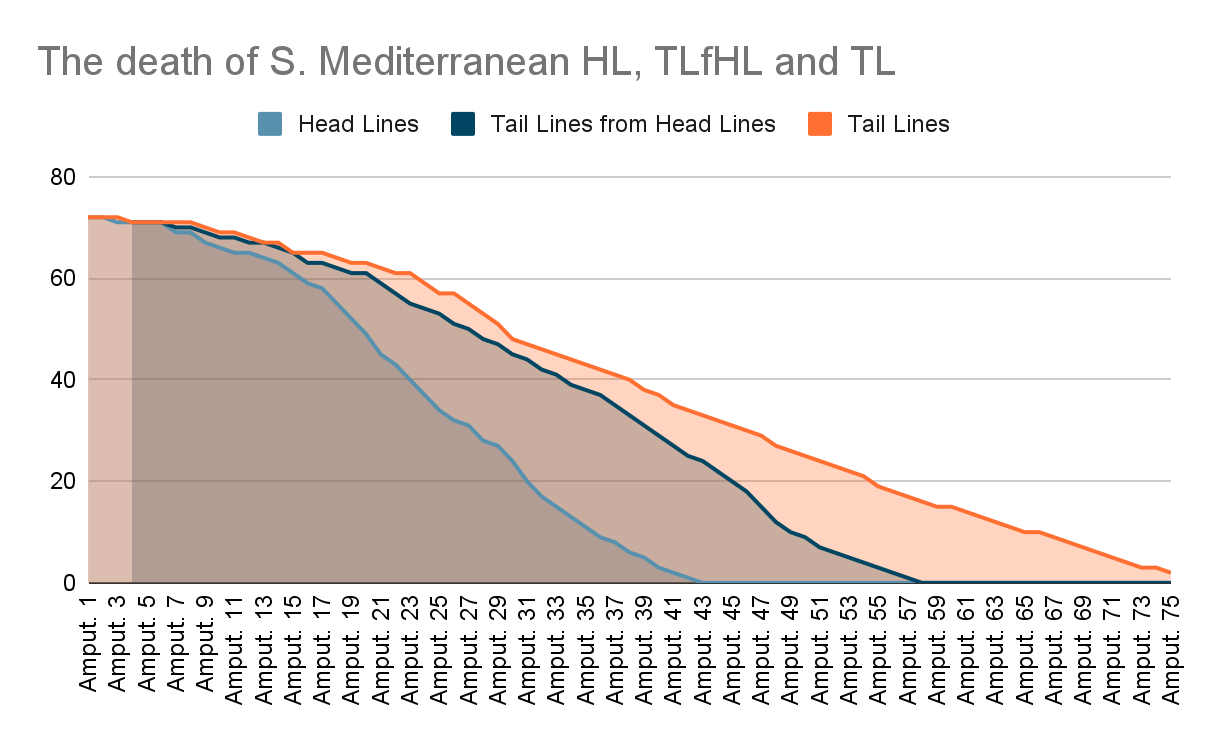 The death of S. Mediterranean HL, TLfHL and TL
Head Lines
Tail Lines from Head Lines
Tail Lines
80
60
40
20
0
Amput. 1
Amput. 3
Amput. 5
Amput. 7
Amput. 9
Amput. 11
Amput. 13
Amput. 15
Amput. 17
Amput. 19
Amput. 21
Amput. 23
Amput. 25
Amput. 27
Amput. 29
Amput. 31
Amput. 33
Amput. 35
Amput. 37
Amput. 39
Amput. 41
Amput. 43
Amput. 45
Amput. 47
Amput. 49
Amput. 51
Amput. 53
Amput. 55
Amput. 57
Amput. 59
Amput. 61
Amput. 63
Amput. 65
Amput. 67
Amput. 69
Amput. 71
Amput. 73
Amput. 75